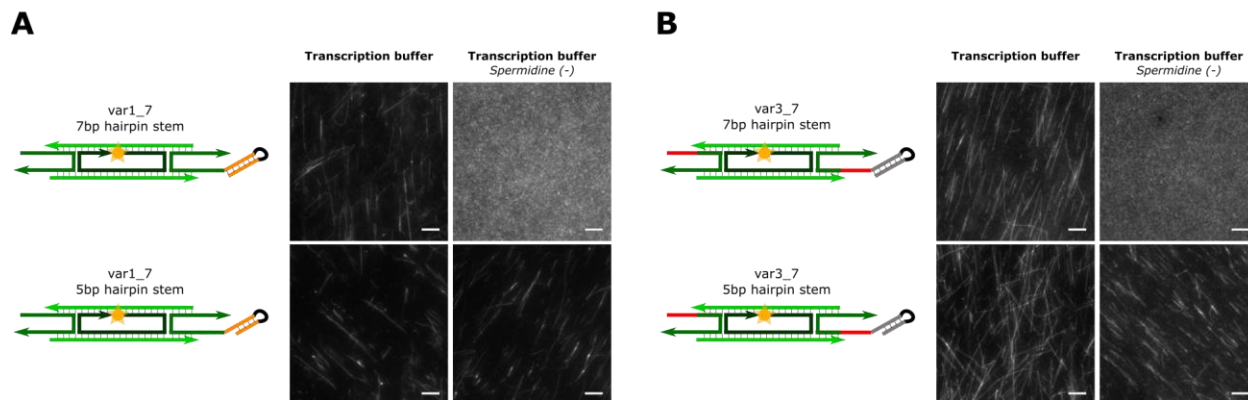 A
Transcription buffer
Transcription buffer
Spermidine (-)
var1_7
7bp hairpin stem
var1_7
5bp hairpin stem
B
Transcription buffer
Transcription buffer
Spermidine (-)
var3_7
7bp hairpin stem
var3_7
5bp hairpin stem